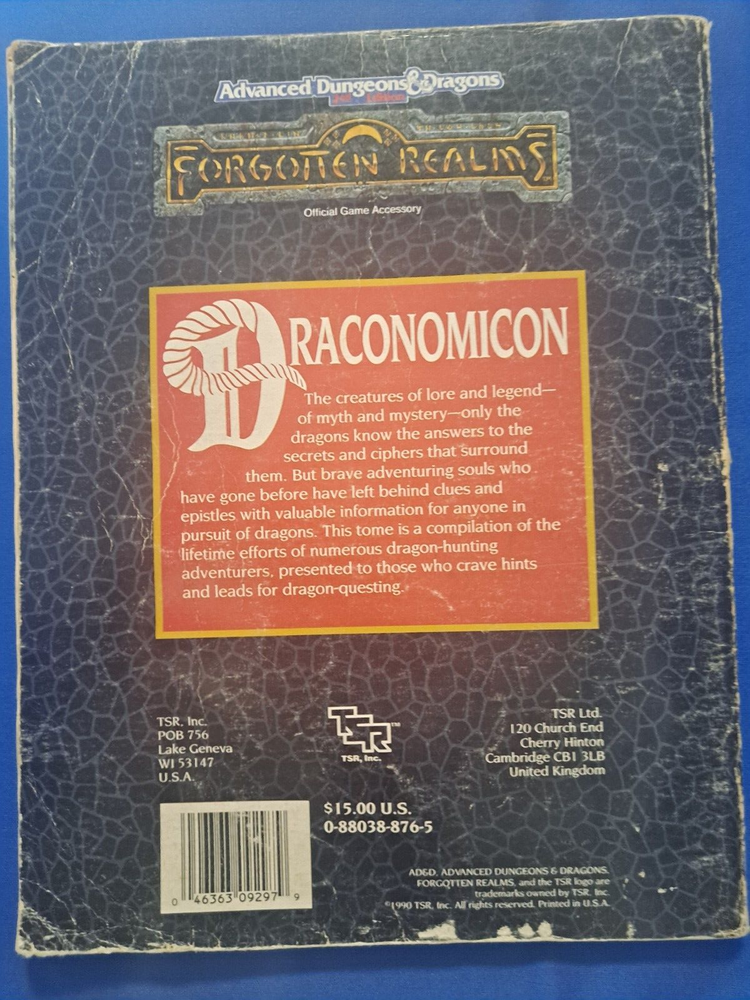 Advanced Dungeons & Dragons
2nd Edition
FORGOTTEN REALMS
Official Game Accessory
DRACONOMICON
The creatures of lore and legend—
of myth and mystery—only the
dragons know the answers to the
secrets and ciphers that surround
them. But brave adventuring souls who
have gone before have left behind clues and
epistles with valuable information for anyone in
pursuit of dragons. This tome is a compilation of the
lifetime efforts of numerous dragon-hunting
adventurers, presented to those who crave hints
and leads for dragon-questing.
TSR, Inc.
POB 756
Lake Geneva
WI 53147
U.S.A.
TSR™
TSR, Inc.
TSR Ltd.
120 Church End
Cherry Hinton
Cambridge CB1 3LB
United Kingdom
$15.00 U.S.
0-88038-876-5
0 46363 09297 9
AD&D, ADVANCED DUNGEONS & DRAGONS,
FORGOTTEN REALMS, and the TSR logo are
trademarks owned by TSR, Inc.
©1990 TSR, Inc. All rights reserved. Printed in U.S.A.